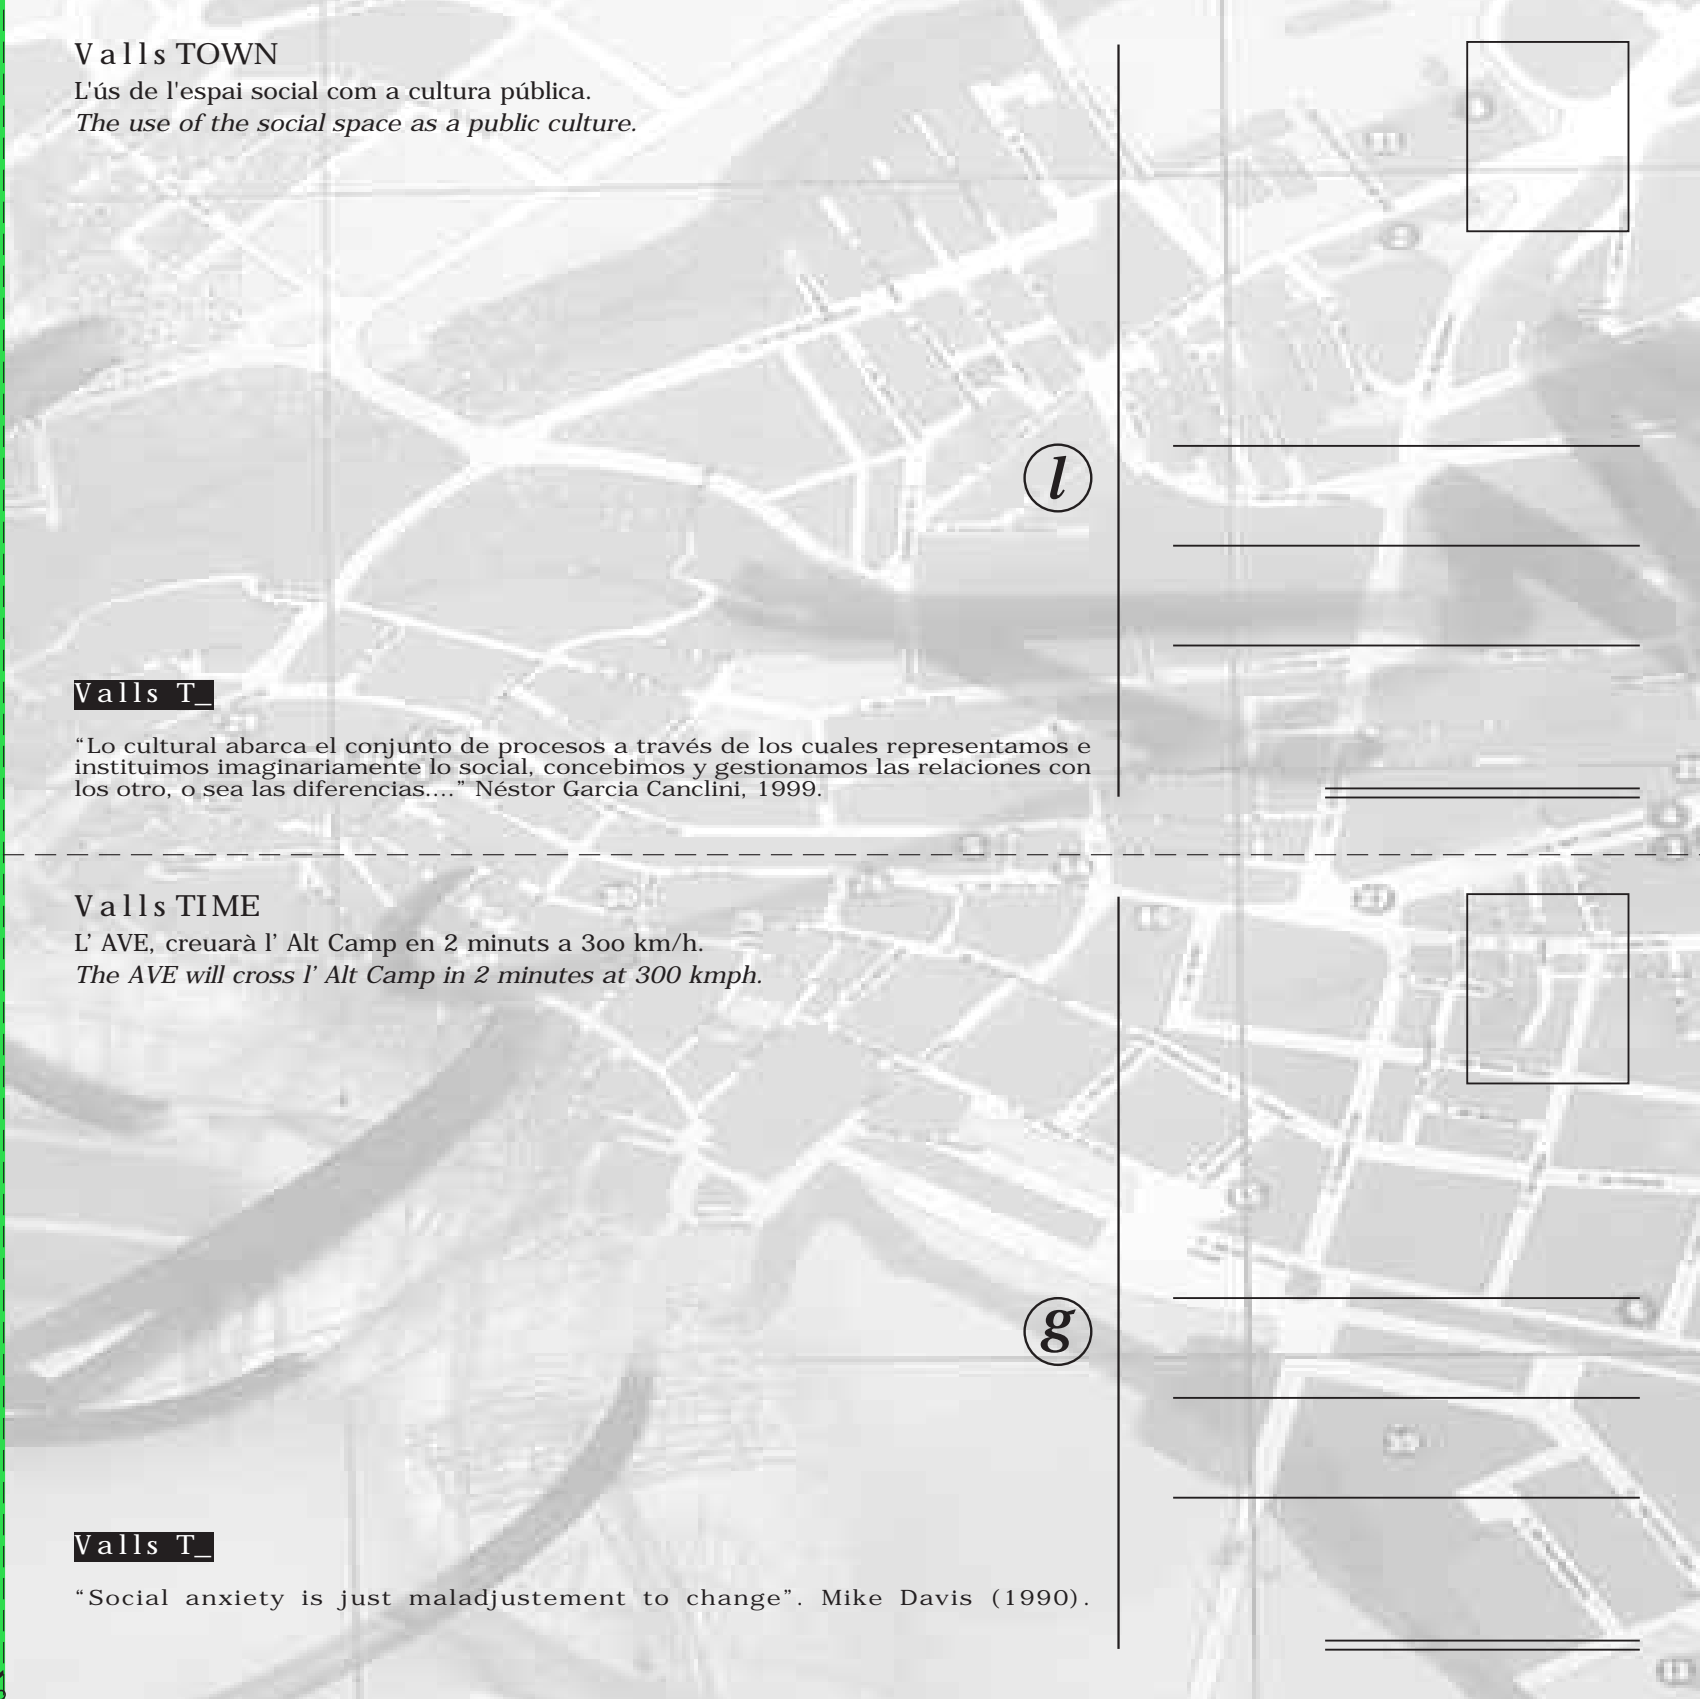 Valls TOWN
L'ús de l'espai social com a cultura pública.
The use of the social space as a public culture.
l
Valls T_
“Lo cultural abarca el conjunto de procesos a través de los cuales representamos e
instituimos imaginariamente lo social, concebimos y gestionamos las relaciones con
los otro, o sea las diferencias....” Néstor Garcia Canclini, 1999.
Valls TIME
L’ AVE, creuarà l’ Alt Camp en 2 minuts a 3oo km/h.
The AVE will cross l’ Alt Camp in 2 minutes at 300 kmph.
g
Valls T_
“Social anxiety is just maladjustement to change”. Mike Davis (1990).